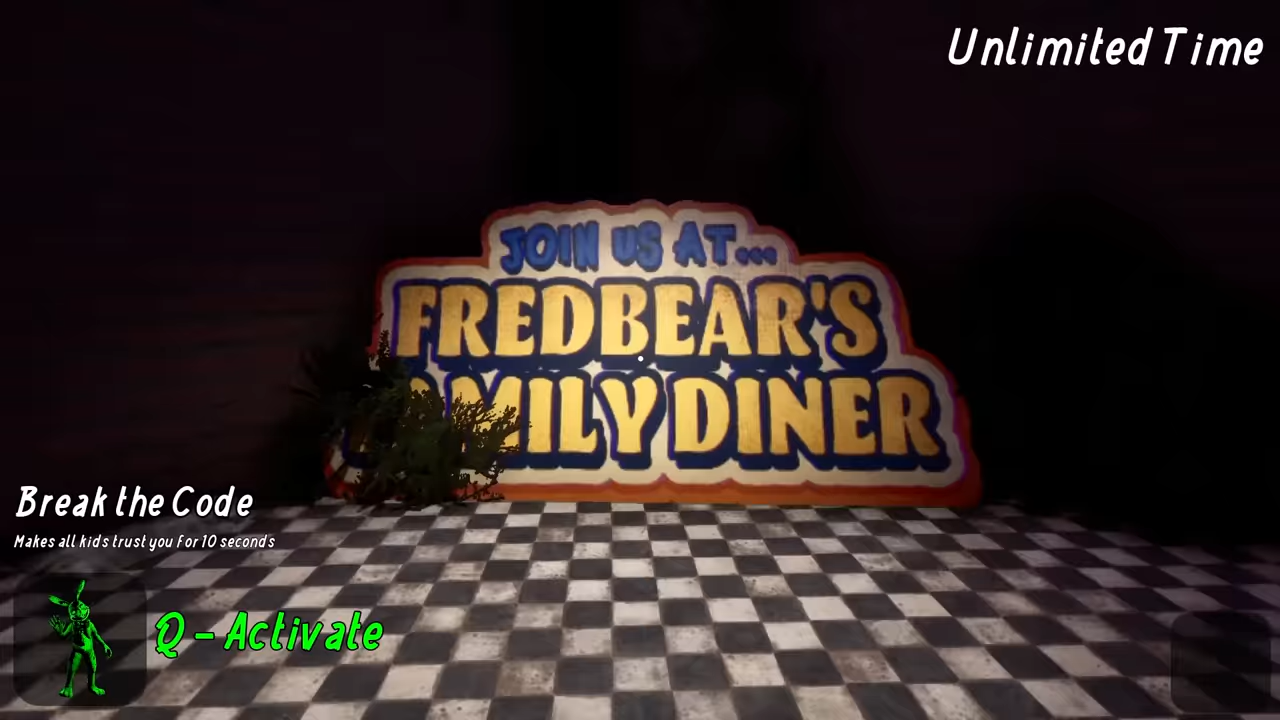 Unlimited Time
JOIN US AT...
FREDBEAR'S
FAMILY DINER
Break the Code
Makes all kids trust you for 10 seconds
Q - Activate